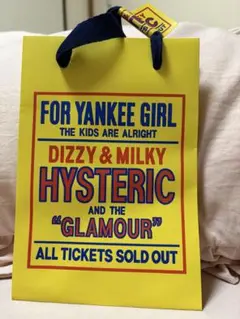 FOR YANKEE GIRL
THE KIDS ARE ALRIGHT
DIZZY & MILKY
HYSTERIC
AND THE
"GLAMOUR"
ALL TICKETS SOLD OUT